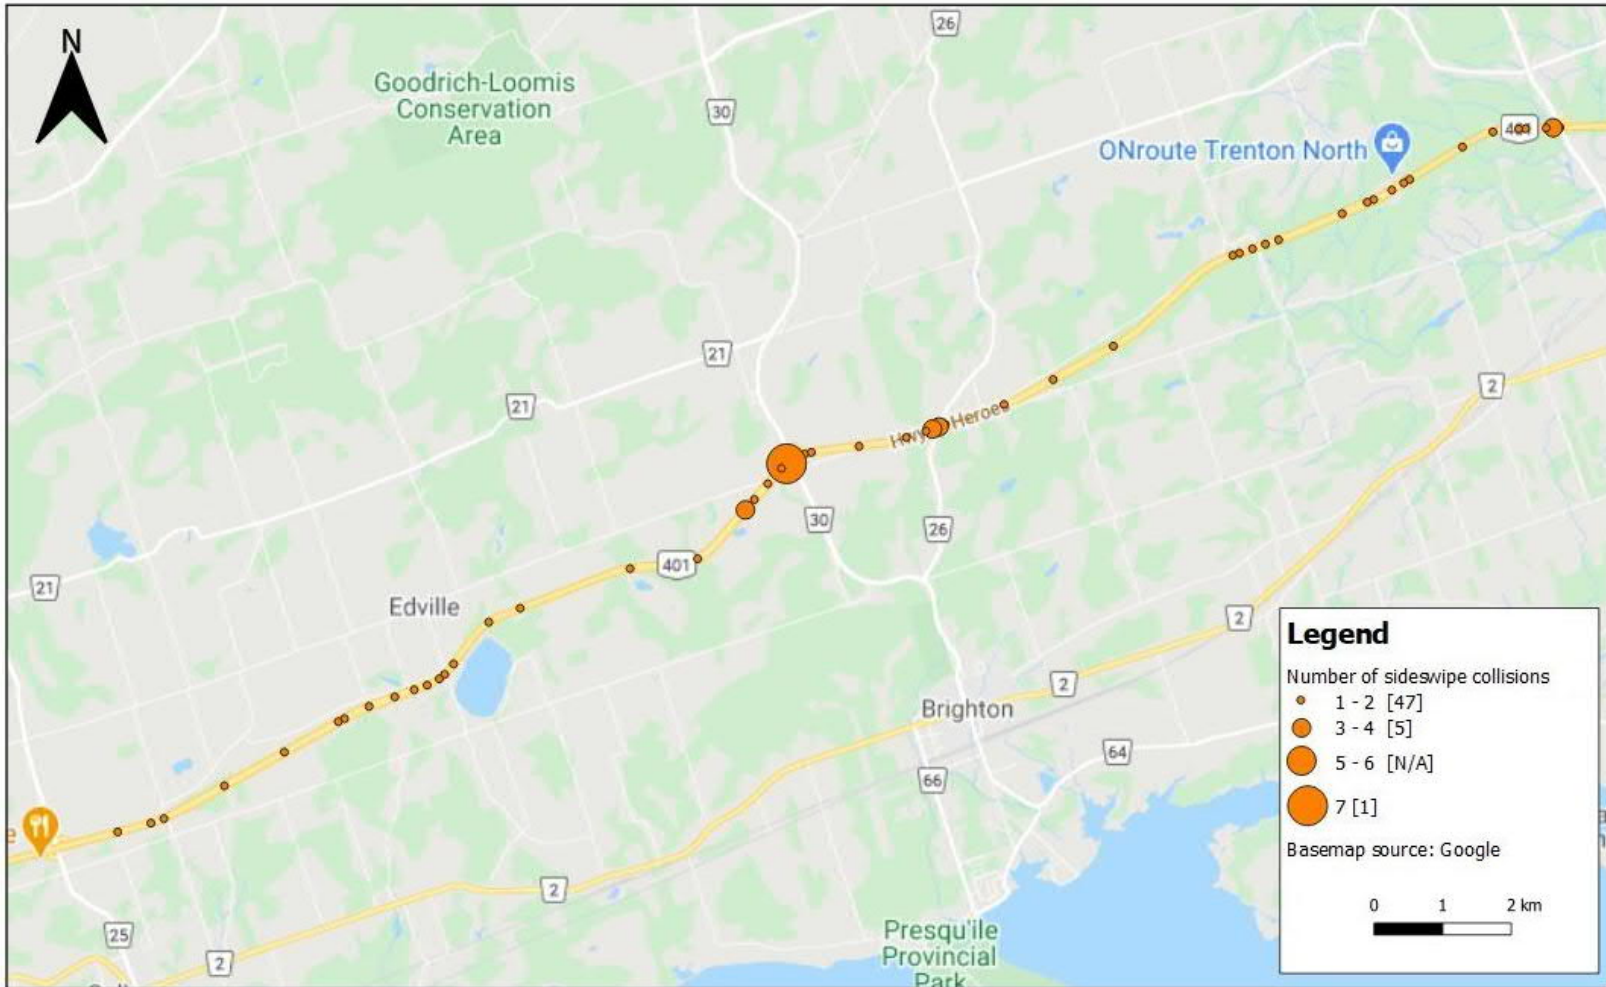 N
26
Goodrich-Loomis
Conservation
Area
30
ONroute Trenton North
401
21
2
21
Hwy
Heroes
30
26
401
21
Edville
2
Legend
Number of sideswipe collisions
1 - 2 [47]
3 - 4 [5]
5 - 6 [N/A]
7 [1]
Basemap source: Google
0 1 2 km
2
Brighton
64
66
e
2
25
2
Presqu'ile
Provincial
Park